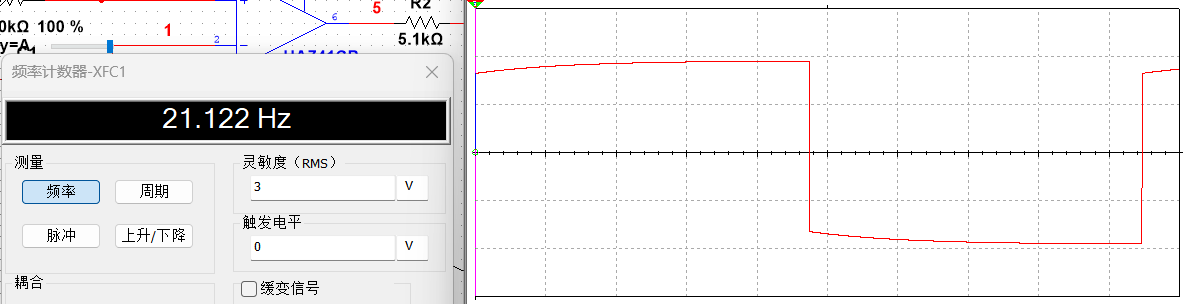 0kΩ 100 %
y=A
1
2
6
5
R2
5.1kΩ
频率计数器-XFC1
21.122 Hz
测量
频率
周期
脉冲
上升/下降
耦合
灵敏度（RMS）
3
V
触发电平
0
V
缓变信号